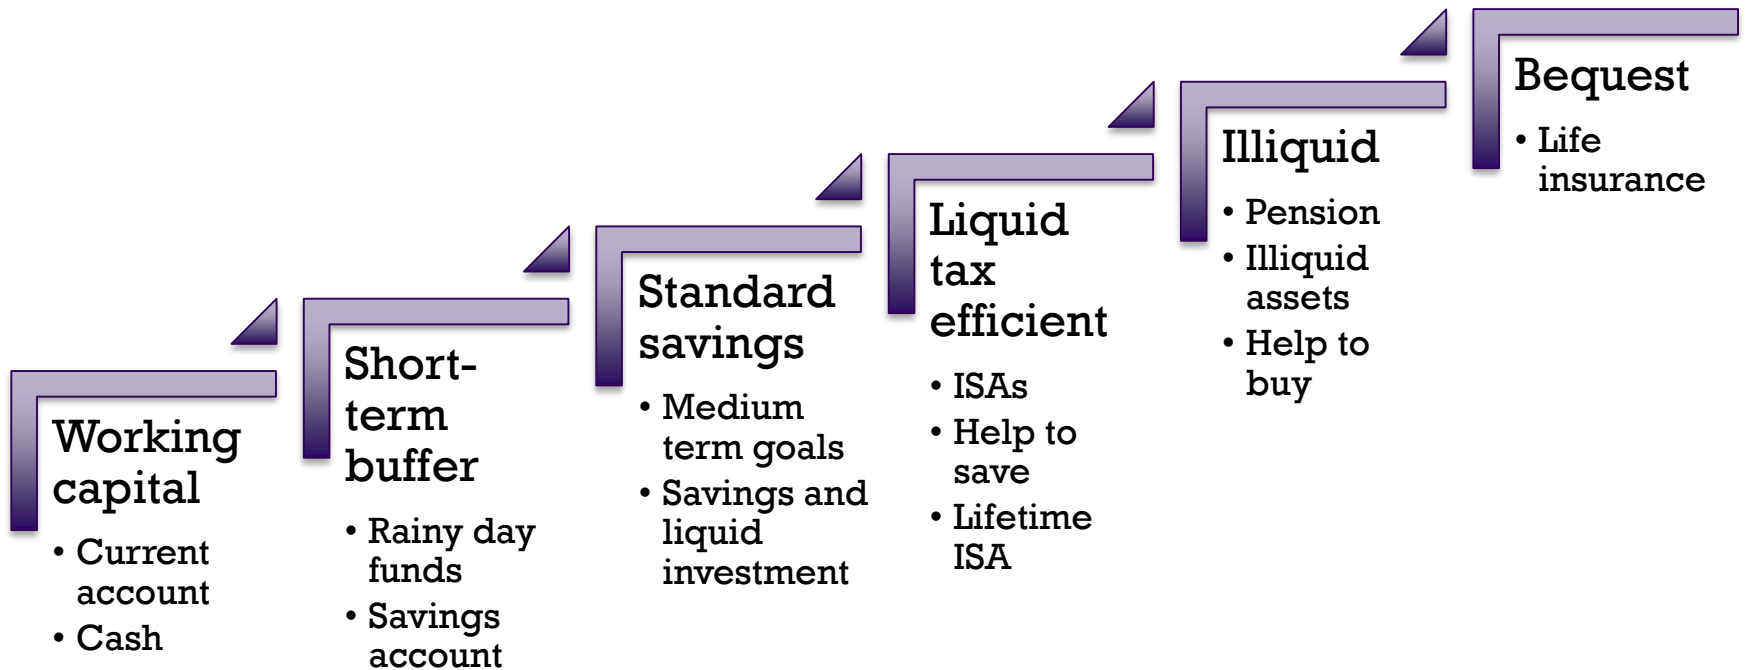 Working
capital
• Current
account
• Cash
Short-
term
buffer
• Rainy day
funds
• Savings
account
Standard
savings
• Medium
term goals
• Savings and
liquid
investment
Liquid
tax
efficient
• ISAs
• Help to
save
• Lifetime
ISA
Illiquid
• Pension
• Illiquid
assets
• Help to
buy
Bequest
• Life
insurance